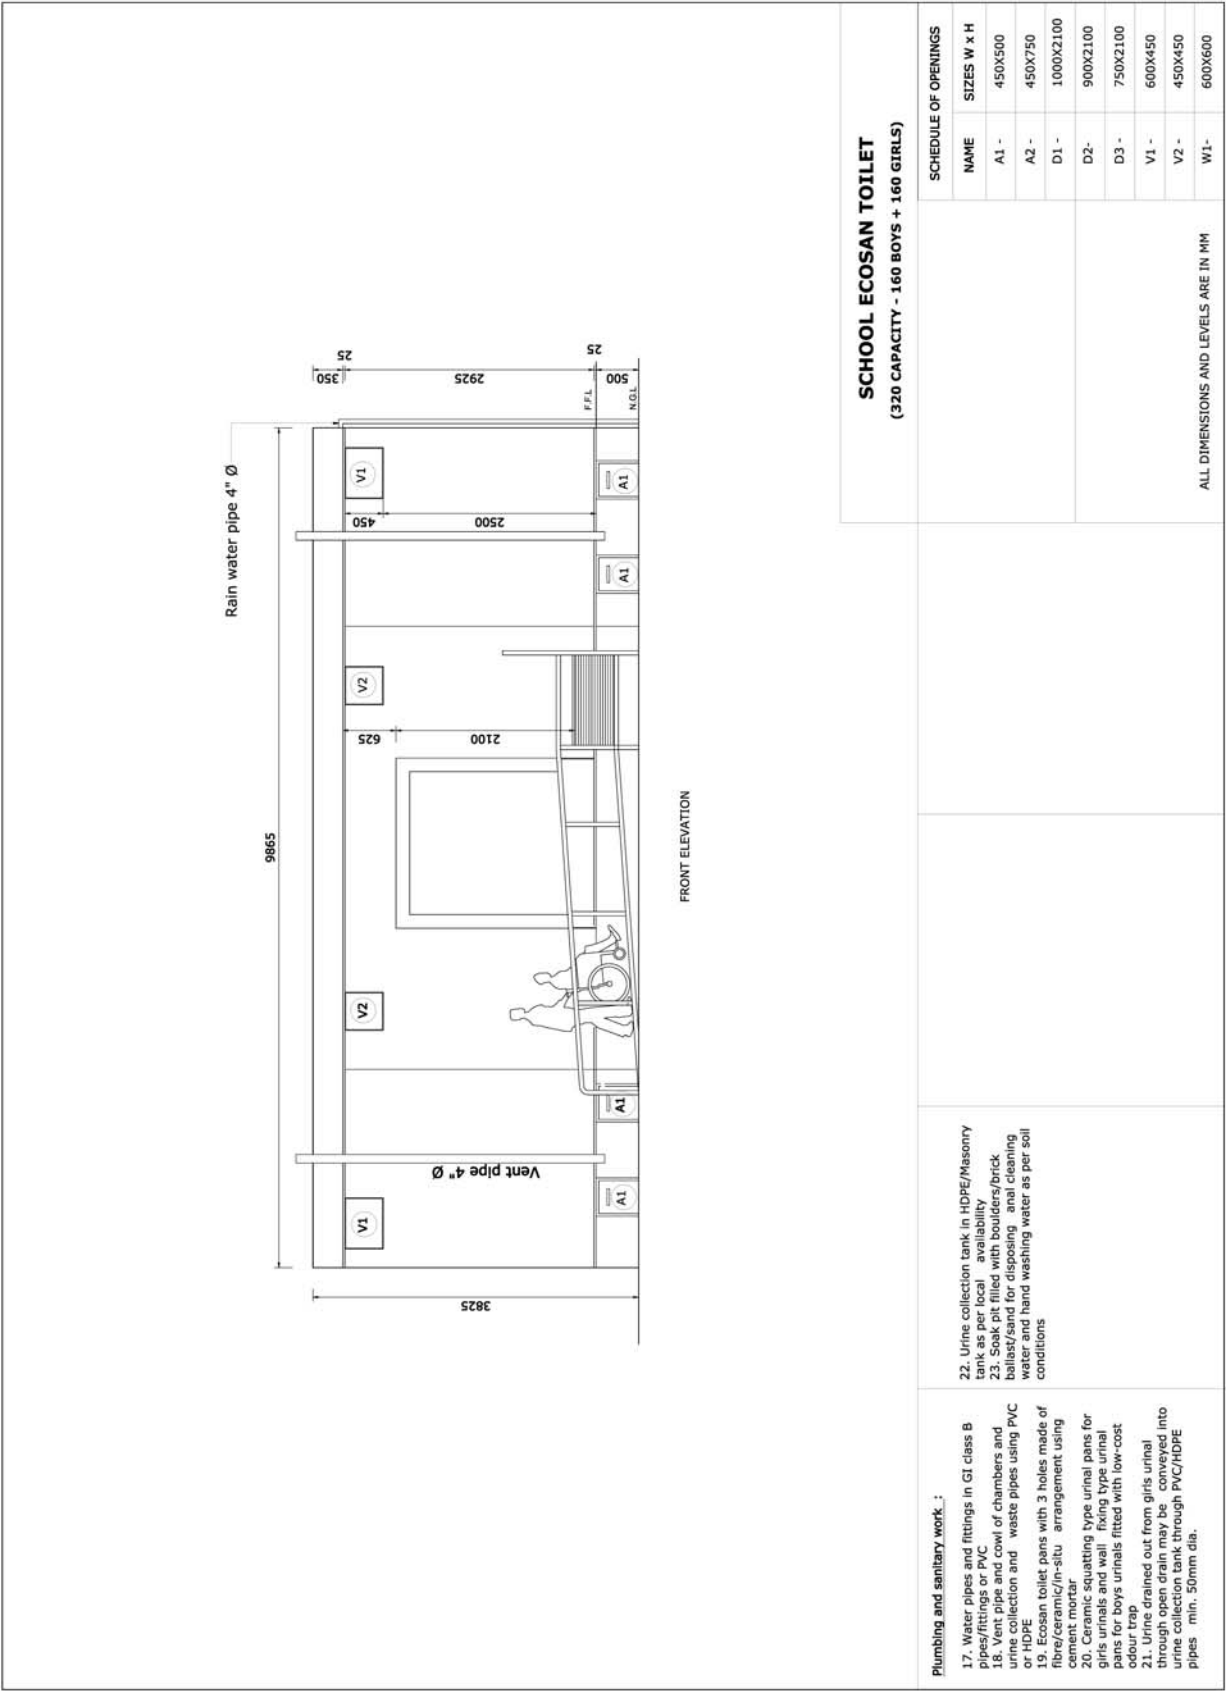 Rain water pipe 4" Ø
9865
350
25
2925
25
500
F.F.L
N.G.L
3825
V1
V2
V2
V1
625
450
2100
2500
Vent pipe 4" Ø
A1
A1
A1
A1
FRONT ELEVATION
SCHOOL ECOSAN TOILET
(320 CAPACITY - 160 BOYS + 160 GIRLS)
Plumbing and sanitary work :
17. Water pipes and fittings in GI class B
pipes/fittings or PVC
18. Vent pipe and cowl of chambers and
urine collection and waste pipes using PVC
or HDPE
19. Ecosan toilet pans with 3 holes made of
fibre/ceramic/in-situ arrangement using
cement mortar
20. Ceramic squatting type urinal pans for
girls urinals and wall fixing type urinal
pans for boys urinals fitted with low-cost
odour trap
21. Urine drained out from girls urinal
through open drain may be conveyed into
urine collection tank through PVC/HDPE
pipes min. 50mm dia.
22. Urine collection tank in HDPE/Masonry
tank as per local availability
23. Soak pit filled with boulders/brick
ballast/sand for disposing anal cleaning
water and hand washing water as per soil
conditions
ALL DIMENSIONS AND LEVELS ARE IN MM
SCHEDULE OF OPENINGS
NAME SIZES W x H
A1 - 450X500
A2 - 450X750
D1 - 1000X2100
D2- 900X2100
D3 - 750X2100
V1 - 600X450
V2 - 450X450
W1- 600X600